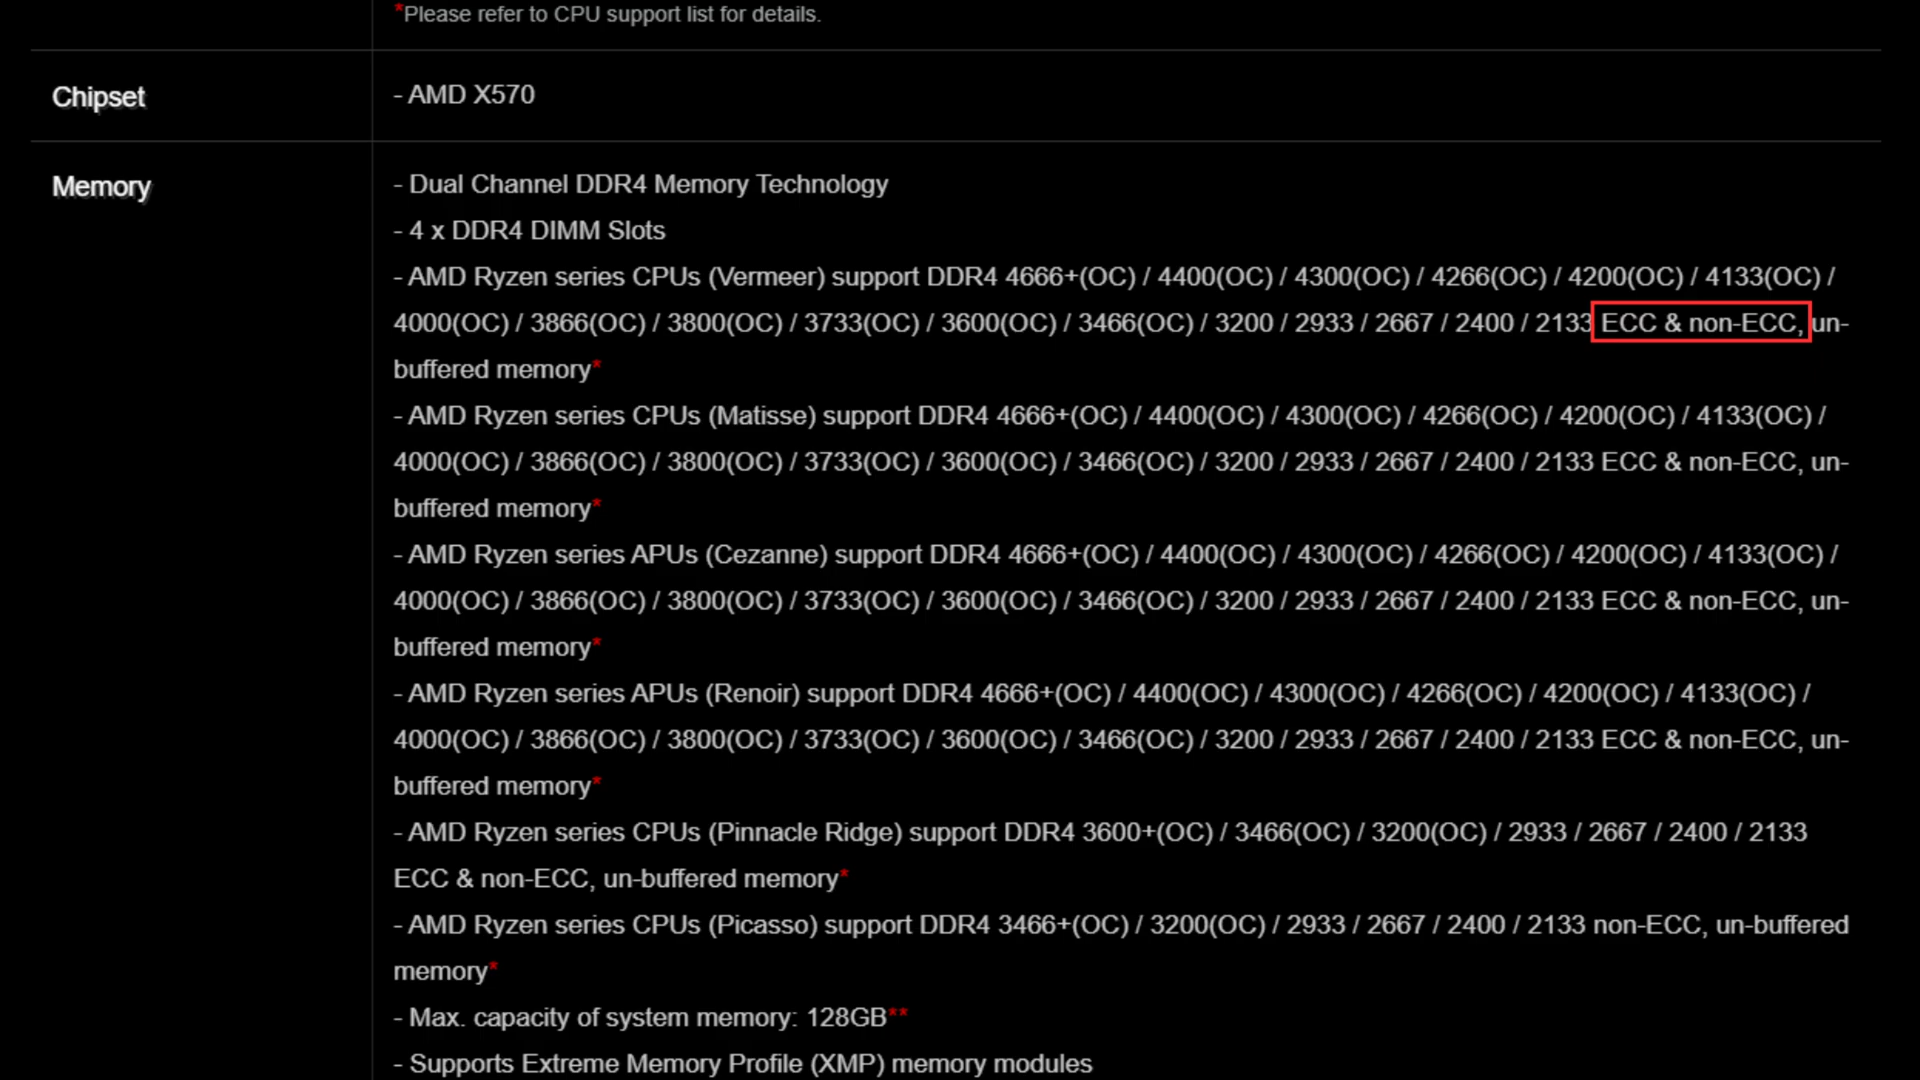 *Please refer to CPU support list for details.
Chipset
- AMD X570
Memory
- Dual Channel DDR4 Memory Technology
- 4 x DDR4 DIMM Slots
- AMD Ryzen series CPUs (Vermeer) support DDR4 4666+(OC) / 4400(OC) / 4300(OC) / 4266(OC) / 4200(OC) / 4133(OC) /
4000(OC) / 3866(OC) / 3800(OC) / 3733(OC) / 3600(OC) / 3466(OC) / 3200 / 2933 / 2667 / 2400 / 2133 ECC & non-ECC, un-
buffered memory*
- AMD Ryzen series CPUs (Matisse) support DDR4 4666+(OC) / 4400(OC) / 4300(OC) / 4266(OC) / 4200(OC) / 4133(OC) /
4000(OC) / 3866(OC) / 3800(OC) / 3733(OC) / 3600(OC) / 3466(OC) / 3200 / 2933 / 2667 / 2400 / 2133 ECC & non-ECC, un-
buffered memory*
- AMD Ryzen series APUs (Cezanne) support DDR4 4666+(OC) / 4400(OC) / 4300(OC) / 4266(OC) / 4200(OC) / 4133(OC) /
4000(OC) / 3866(OC) / 3800(OC) / 3733(OC) / 3600(OC) / 3466(OC) / 3200 / 2933 / 2667 / 2400 / 2133 ECC & non-ECC, un-
buffered memory*
- AMD Ryzen series APUs (Renoir) support DDR4 4666+(OC) / 4400(OC) / 4300(OC) / 4266(OC) / 4200(OC) / 4133(OC) /
4000(OC) / 3866(OC) / 3800(OC) / 3733(OC) / 3600(OC) / 3466(OC) / 3200 / 2933 / 2667 / 2400 / 2133 ECC & non-ECC, un-
buffered memory*
- AMD Ryzen series CPUs (Pinnacle Ridge) support DDR4 3600+(OC) / 3466(OC) / 3200(OC) / 2933 / 2667 / 2400 / 2133
ECC & non-ECC, un-buffered memory*
- AMD Ryzen series CPUs (Picasso) support DDR4 3466+(OC) / 3200(OC) / 2933 / 2667 / 2400 / 2133 non-ECC, un-buffered
memory*
- Max. capacity of system memory: 128GB**
- Supports Extreme Memory Profile (XMP) memory modules